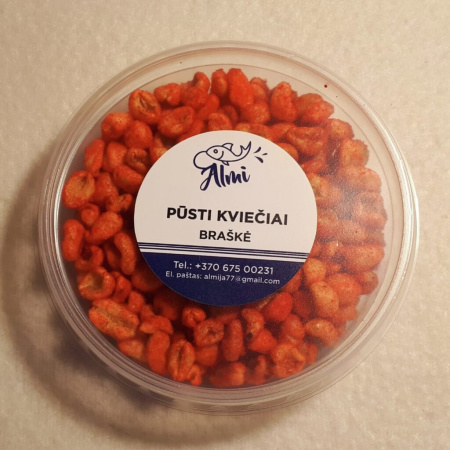 Almi
PŪSTI KVIEČIAI
BRAŠKĖ
Tel.: +370 675 00231
El. paštas: almija77@gmail.com